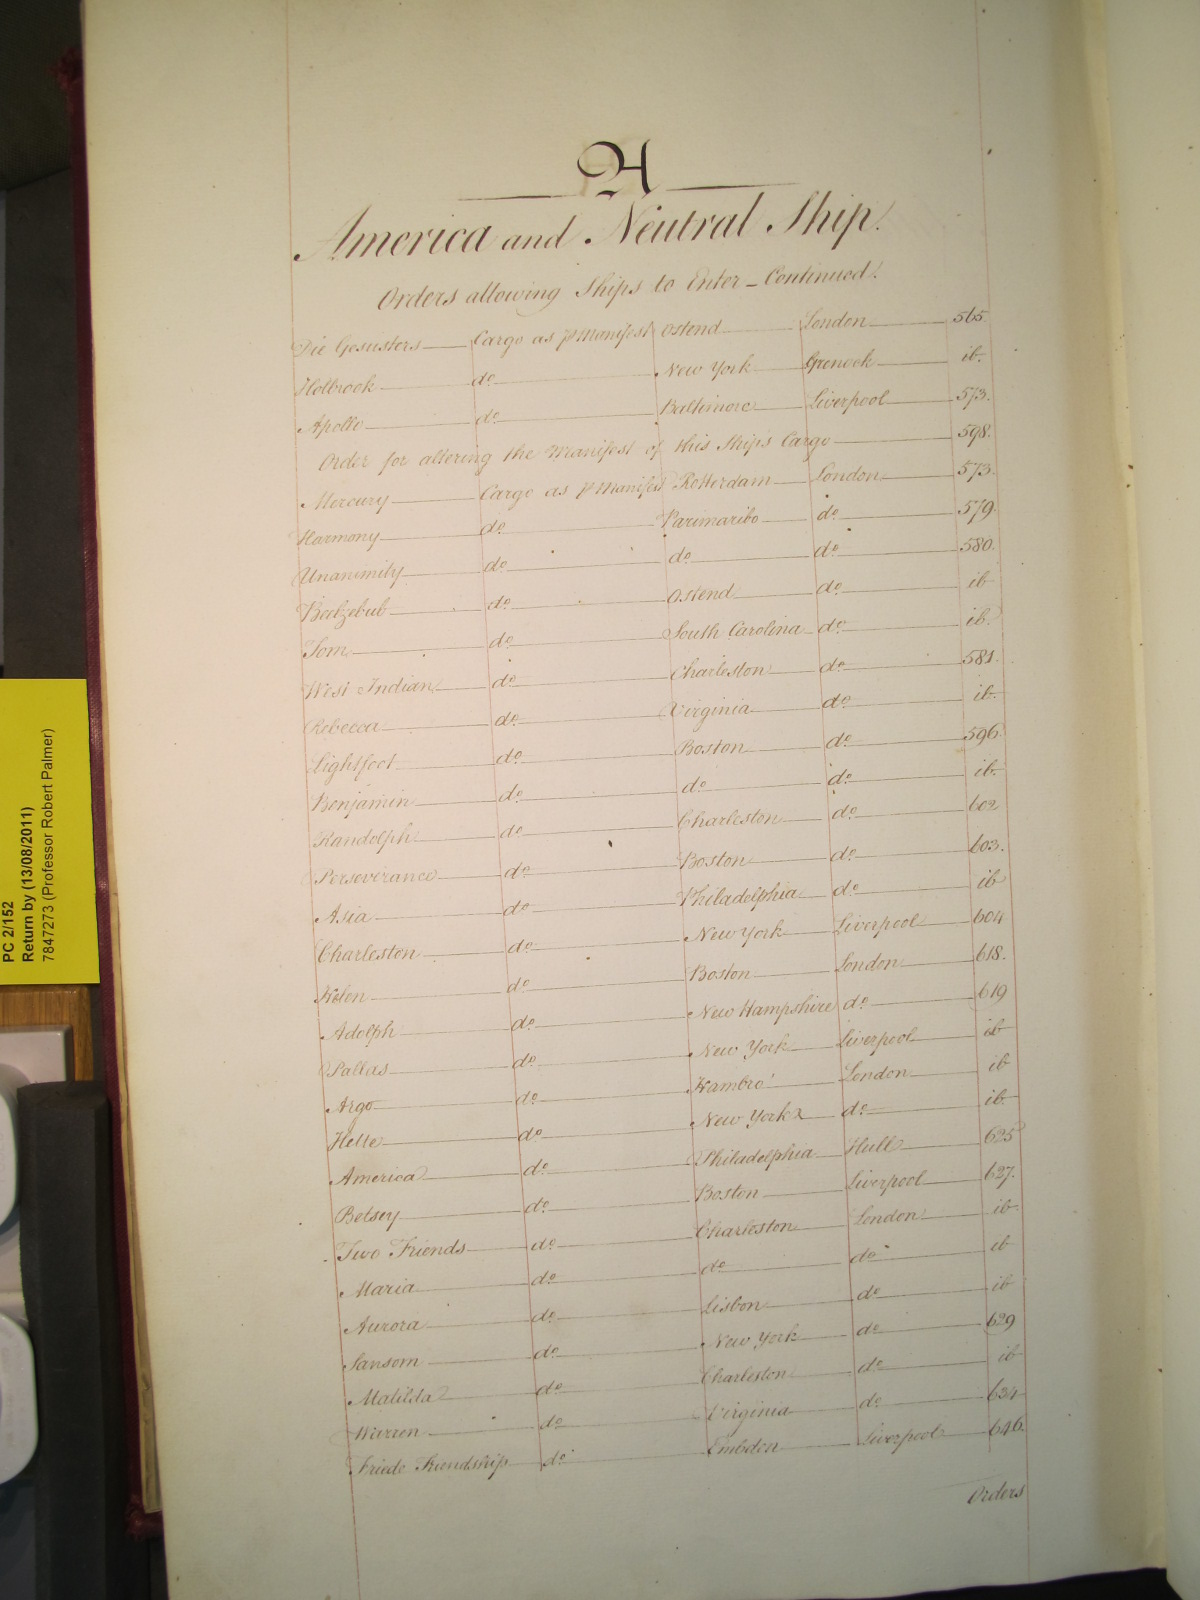 A
America and Neutral Ship.
Orders allowing Ships to Enter - Continued.
Die Gesusters Cargo as p Manifest Ostend London 565.
Holbrook do New York Grenock ib.
Apollo do Baltimore Liverpool 573.
Order for altering the Manifest of this Ship's Cargo 598.
Mercury Cargo as p Manifest Rotterdam London 573.
Harmony do Parimaribo do 579.
Unanimity do do do 580.
Beelzebub do Ostend do ib
Tom do South Carolina do ib.
West Indian do Charleston do 581.
Rebecca do Virginia do ib.
Lightfoot do Boston do 596.
Benjamin do do do ib.
Randolph do Charleston do 602
Perseverance do Boston do 603.
Asia do Philadelphia do ib
Charleston do New York Liverpool 604
do Boston London 618.
Adolph do New Hampshire do 619
Pallas do New York Liverpool ib
Argo do Hambro' London ib
Hette do New York do ib.
America do Philadelphia Hull 625
Betsey do Boston Liverpool 627.
Two Friends do Charleston London ib.
Maria do do do ib
Aurora do Lisbon do ib
Sansom do New York do 629
Matilda do Charleston do ib
Warren do Virginia do 634
Friede Friendship do Embden Liverpool 646.
Orders
PC 2/152
Return by (13/08/2011)
7847273 (Professor Robert Palmer)